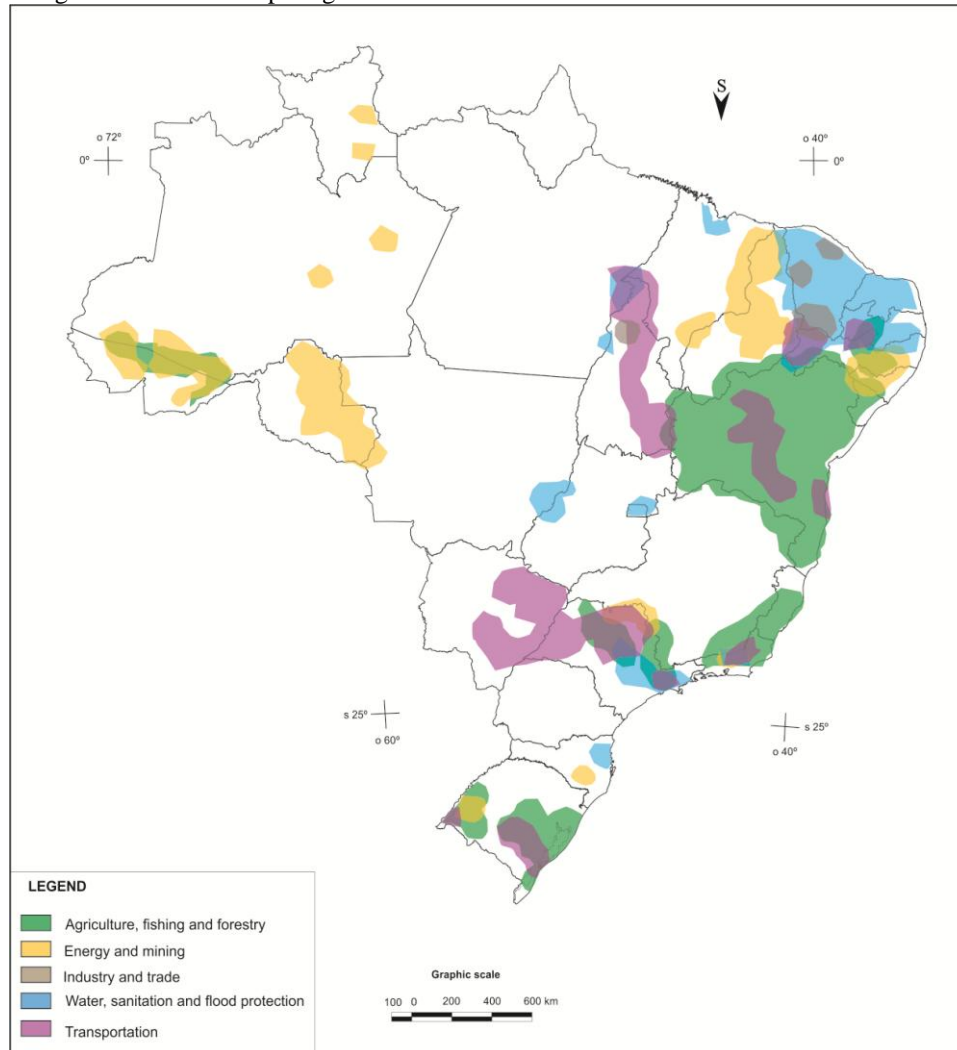 S
o 72°
0°
o 40°
0°
s 25°
o 60°
s 25°
o 40°
LEGEND
Agriculture, fishing and forestry
Energy and mining
Industry and trade
Water, sanitation and flood protection
Transportation
Graphic scale
100 0 200 400 600 km